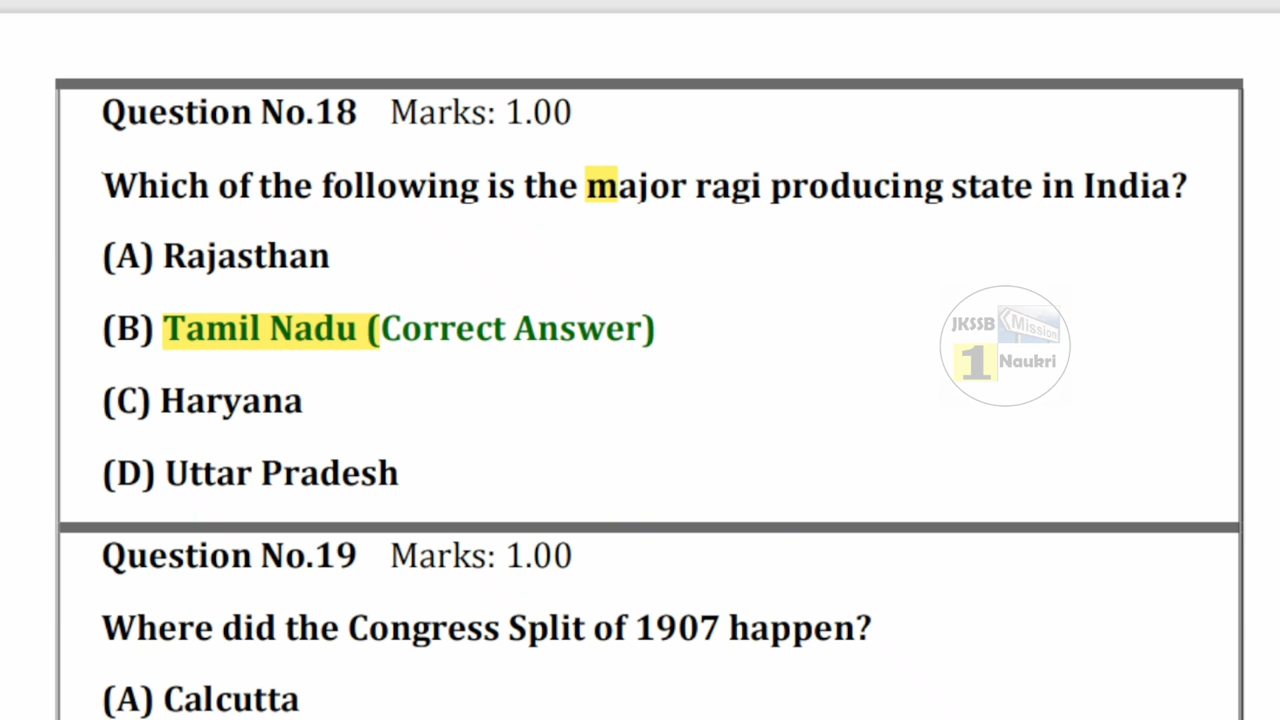 Question No.18 Marks: 1.00
Which of the following is the major ragi producing state in India?
(A) Rajasthan
(B) Tamil Nadu (Correct Answer)
JKSSB Mission
1 Naukri
(C) Haryana
(D) Uttar Pradesh
Question No.19 Marks: 1.00
Where did the Congress Split of 1907 happen?
(A) Calcutta